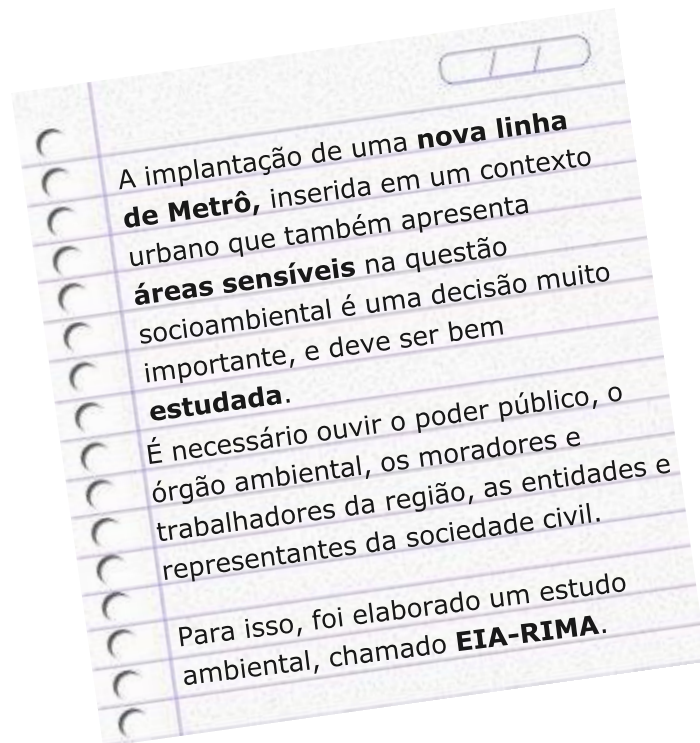 A implantação de uma nova linha
de Metrô, inserida em um contexto
urbano que também apresenta
áreas sensíveis na questão
socioambiental é uma decisão muito
importante, e deve ser bem
estudada.
É necessário ouvir o poder público, o
órgão ambiental, os moradores e
trabalhadores da região, as entidades e
representantes da sociedade civil.
Para isso, foi elaborado um estudo
ambiental, chamado EIA-RIMA.